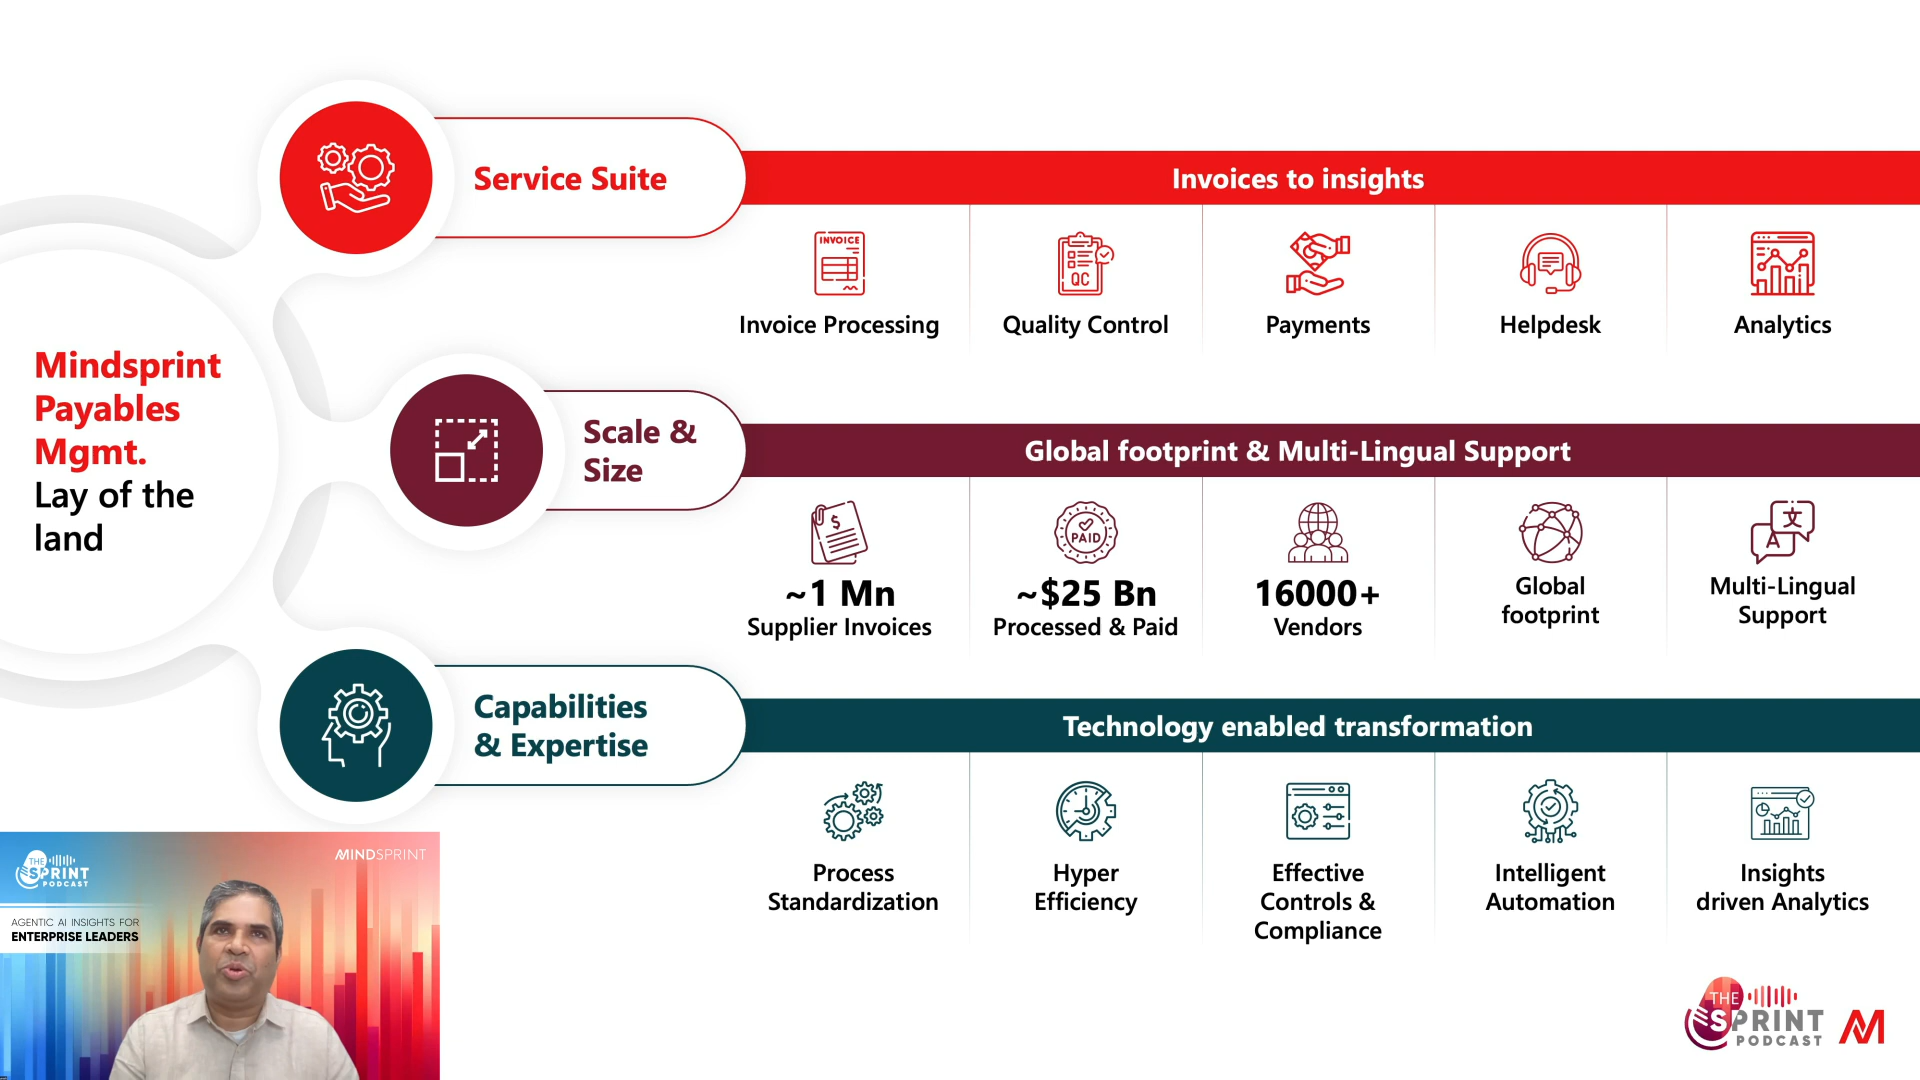 Mindsprint
Payables
Mgmt.
Lay of the
land
Service Suite
Invoices to insights
INVOICE
Invoice Processing
QC
Quality Control
Payments
Helpdesk
Analytics
Scale &
Size
Global footprint & Multi-Lingual Support
$
~1 Mn
Supplier Invoices
PAID
~$25 Bn
Processed & Paid
16000+
Vendors
Global
footprint
文
A
Multi-Lingual
Support
Capabilities
& Expertise
Technology enabled transformation
Process
Standardization
Hyper
Efficiency
Effective
Controls &
Compliance
Intelligent
Automation
Insights
driven Analytics
THE
SPRINT
PODCAST
MINDSPRINT
AGENTIC AI INSIGHTS FOR
ENTERPRISE LEADERS
THE
SPRINT
PODCAST